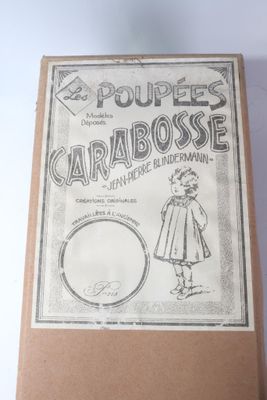 Les POUPÉES
Modèles
Déposés
CARABOSSE
"JEAN-PIERRE BLINDERMANN"
CRÉATIONS ORIGINALES
TRAVAILLÉES À L'ANCIENNE
Paris